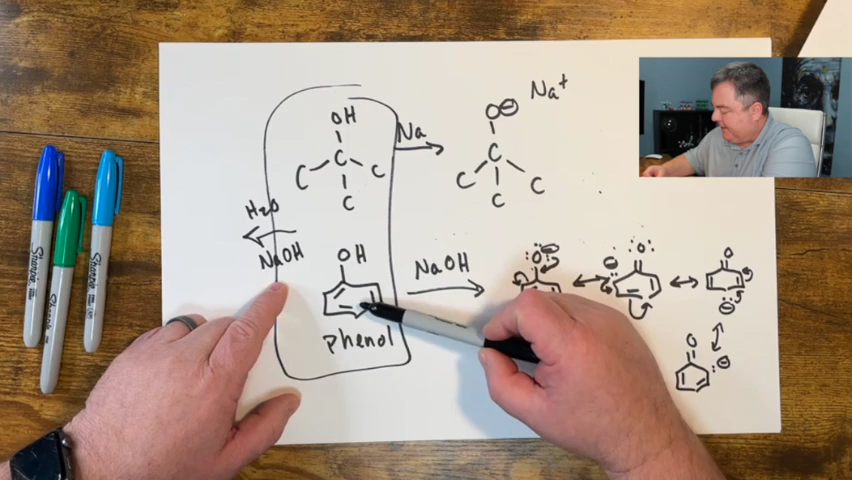 OH
C
C
C
C
Na
O⊖
Na⁺
C
C
C
C
H₂O
NaOH
OH
phenol
NaOH
:Ö:⊖
⊖
O:
O
⊖
O
:⊖
Sharpie
Sharpie
Sharpie